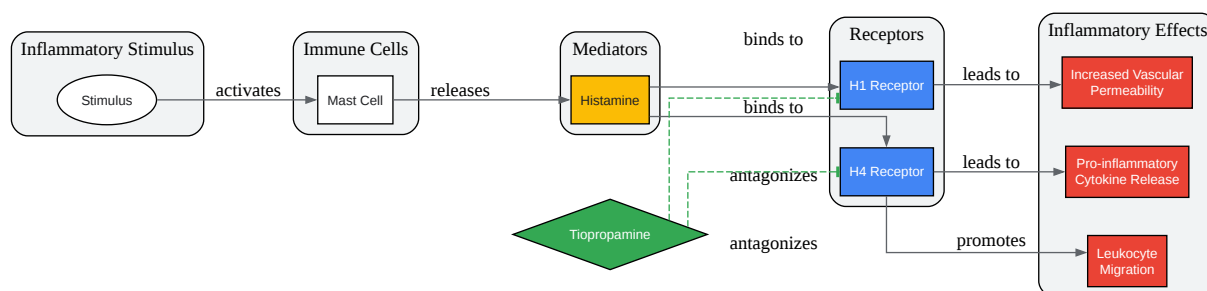 Inflammatory Stimulus
Stimulus
activates
Immune Cells
Mast Cell
releases
Mediators
Histamine
binds to
binds to
Receptors
H1 Receptor
H4 Receptor
leads to
leads to
promotes
Inflammatory Effects
Increased Vascular
Permeability
Pro-inflammatory
Cytokine Release
Leukocyte
Migration
Tiopropamine
antagonizes
antagonizes